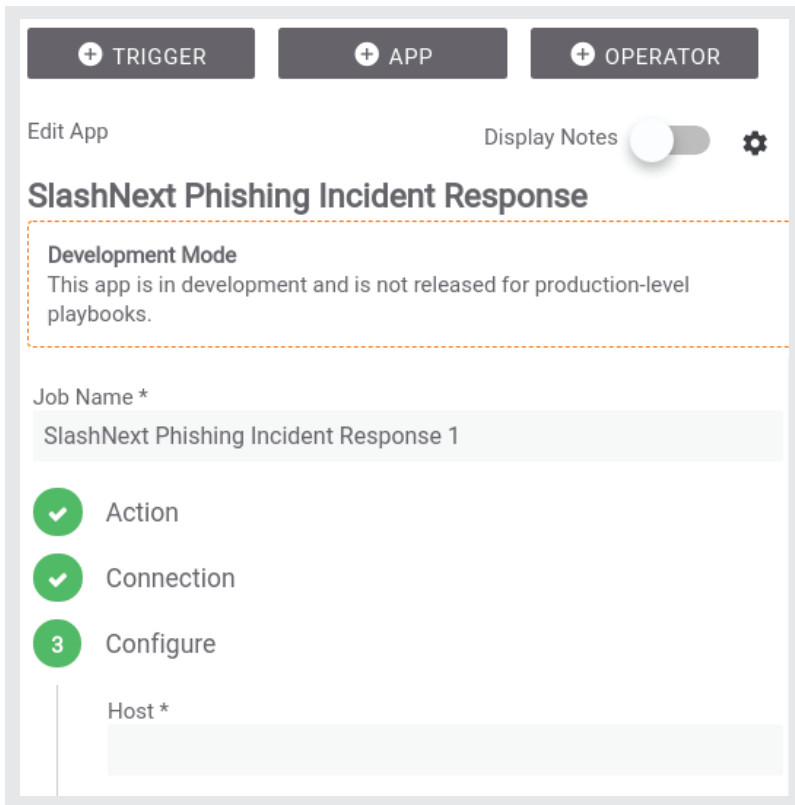 TRIGGER APP OPERATOR
Edit App Display Notes
SlashNext Phishing Incident Response
Development Mode
This app is in development and is not released for production-level
playbooks.
Job Name *
SlashNext Phishing Incident Response 1
Action
Connection
3 Configure
Host *